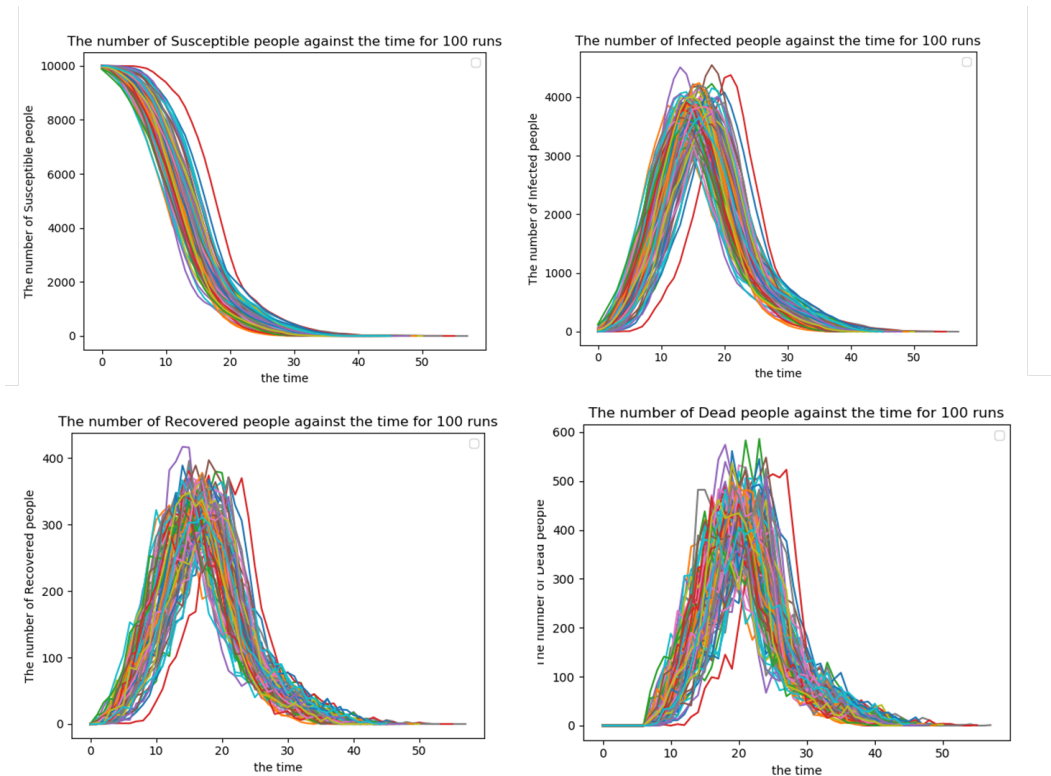 The number of Susceptible people against the time for 100 runs
The number of Susceptible people
10000
8000
6000
4000
2000
0
0 10 20 30 40 50
the time
The number of Infected people against the time for 100 runs
The number of Infected people
4000
3000
2000
1000
0
0 10 20 30 40 50
the time
The number of Recovered people against the time for 100 runs
The number of Recovered people
400
300
200
100
0
0 10 20 30 40 50
the time
The number of Dead people against the time for 100 runs
The number of Dead people
600
500
400
300
200
100
0
0 10 20 30 40 50
the time